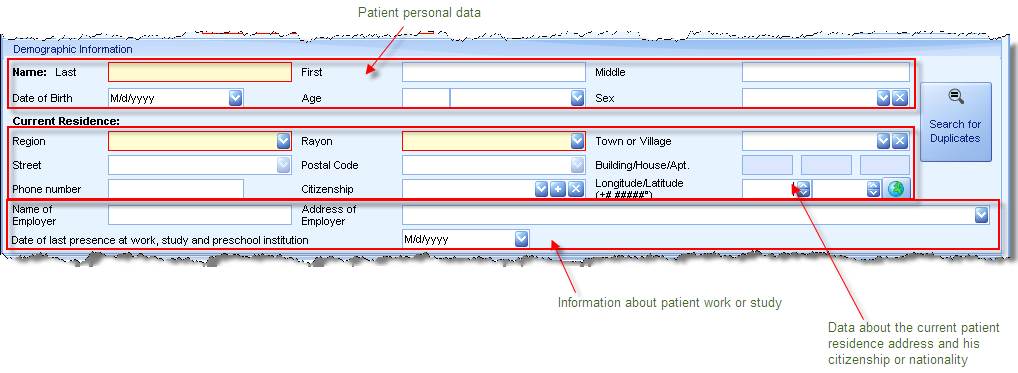 Patient personal data
Demographic Information
Name: Last First Middle
Date of Birth M/d/yyyy Age Sex
Current Residence:
Region Rayon Town or Village
Street Postal Code Building/House/Apt.
Phone number Citizenship Longitude/Latitude
(+#.#####°)
Search for
Duplicates
Name of Address of
Employer Employer
Date of last presence at work, study and preschool institution M/d/yyyy
Information about patient work or study
Data about the current patient
residence address and his
citizenship or nationality